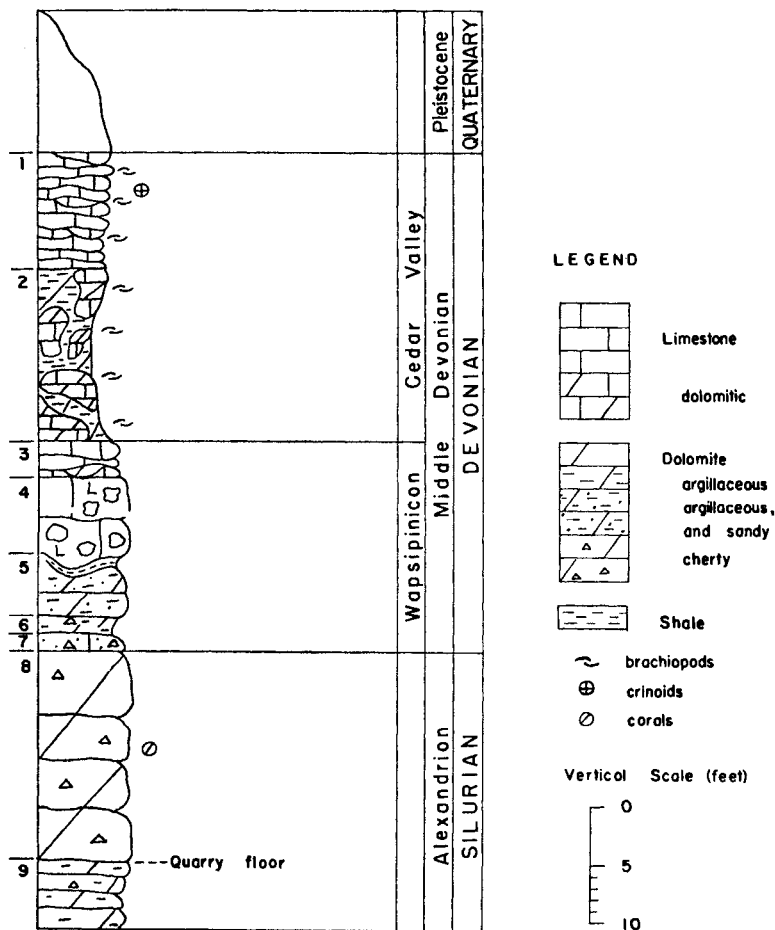 Pleistocene
QUATERNARY
1
2
3
4
5
6
7
8
9
L
L
Quarry floor
Cedar Valley
Wapsipinicon
Middle Devonian
DEVONIAN
Alexandrion
SILURIAN
LEGEND
Limestone
dolomitic
Dolomite
argillaceous
argillaceous,
and sandy
cherty
Shale
brachiopods
crinoids
corals
Vertical Scale (feet)
0
5
10